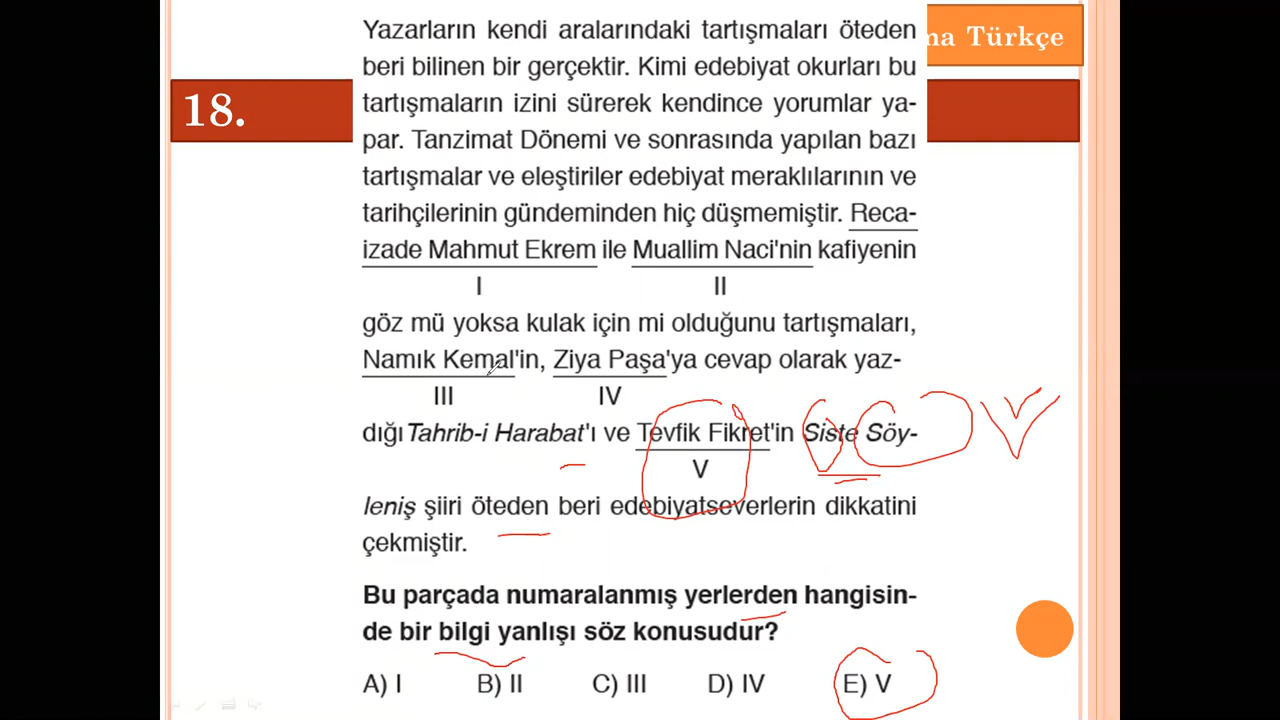 Yazarların kendi aralarındaki tartışmaları öteden
beri bilinen bir gerçektir. Kimi edebiyat okurları bu
tartışmaların izini sürerek kendince yorumlar ya-
par. Tanzimat Dönemi ve sonrasında yapılan bazı
tartışmalar ve eleştiriler edebiyat meraklılarının ve
tarihçilerinin gündeminden hiç düşmemiştir. Reca-
izade Mahmut Ekrem ile Muallim Naci'nin kafiyenin
I II
göz mü yoksa kulak için mi olduğunu tartışmaları,
Namık Kemal'in, Ziya Paşa'ya cevap olarak yaz-
III IV
dığı Tahrib-i Harabat'ı ve Tevfik Fikret'in Siste Söy-
V
leniş şiiri öteden beri edebiyatseverlerin dikkatini
çekmiştir.
Bu parçada numaralanmış yerlerden hangisin-
de bir bilgi yanlışı söz konusudur?
A) I B) II C) III D) IV E) V
18.
Türkçe